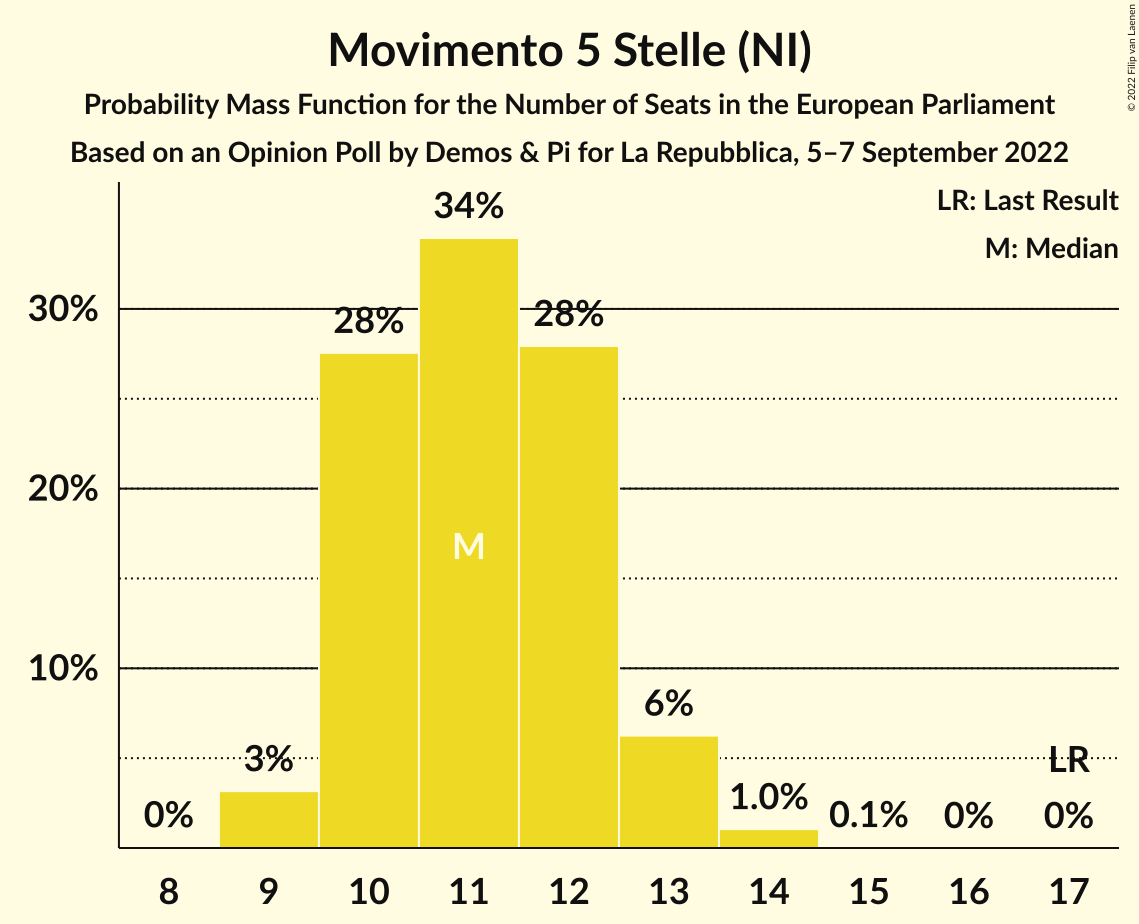 Movimento 5 Stelle (NI)
Probability Mass Function for the Number of Seats in the European Parliament
Based on an Opinion Poll by Demos & Pi for La Repubblica, 5–7 September 2022
© 2022 Filip van Laenen
LR: Last Result
M: Median
34%
30%
28%
28%
20%
M
10%
6%
3%
LR
0%
1.0%
0.1%
0%
0%
8 9 10 11 12 13 14 15 16 17